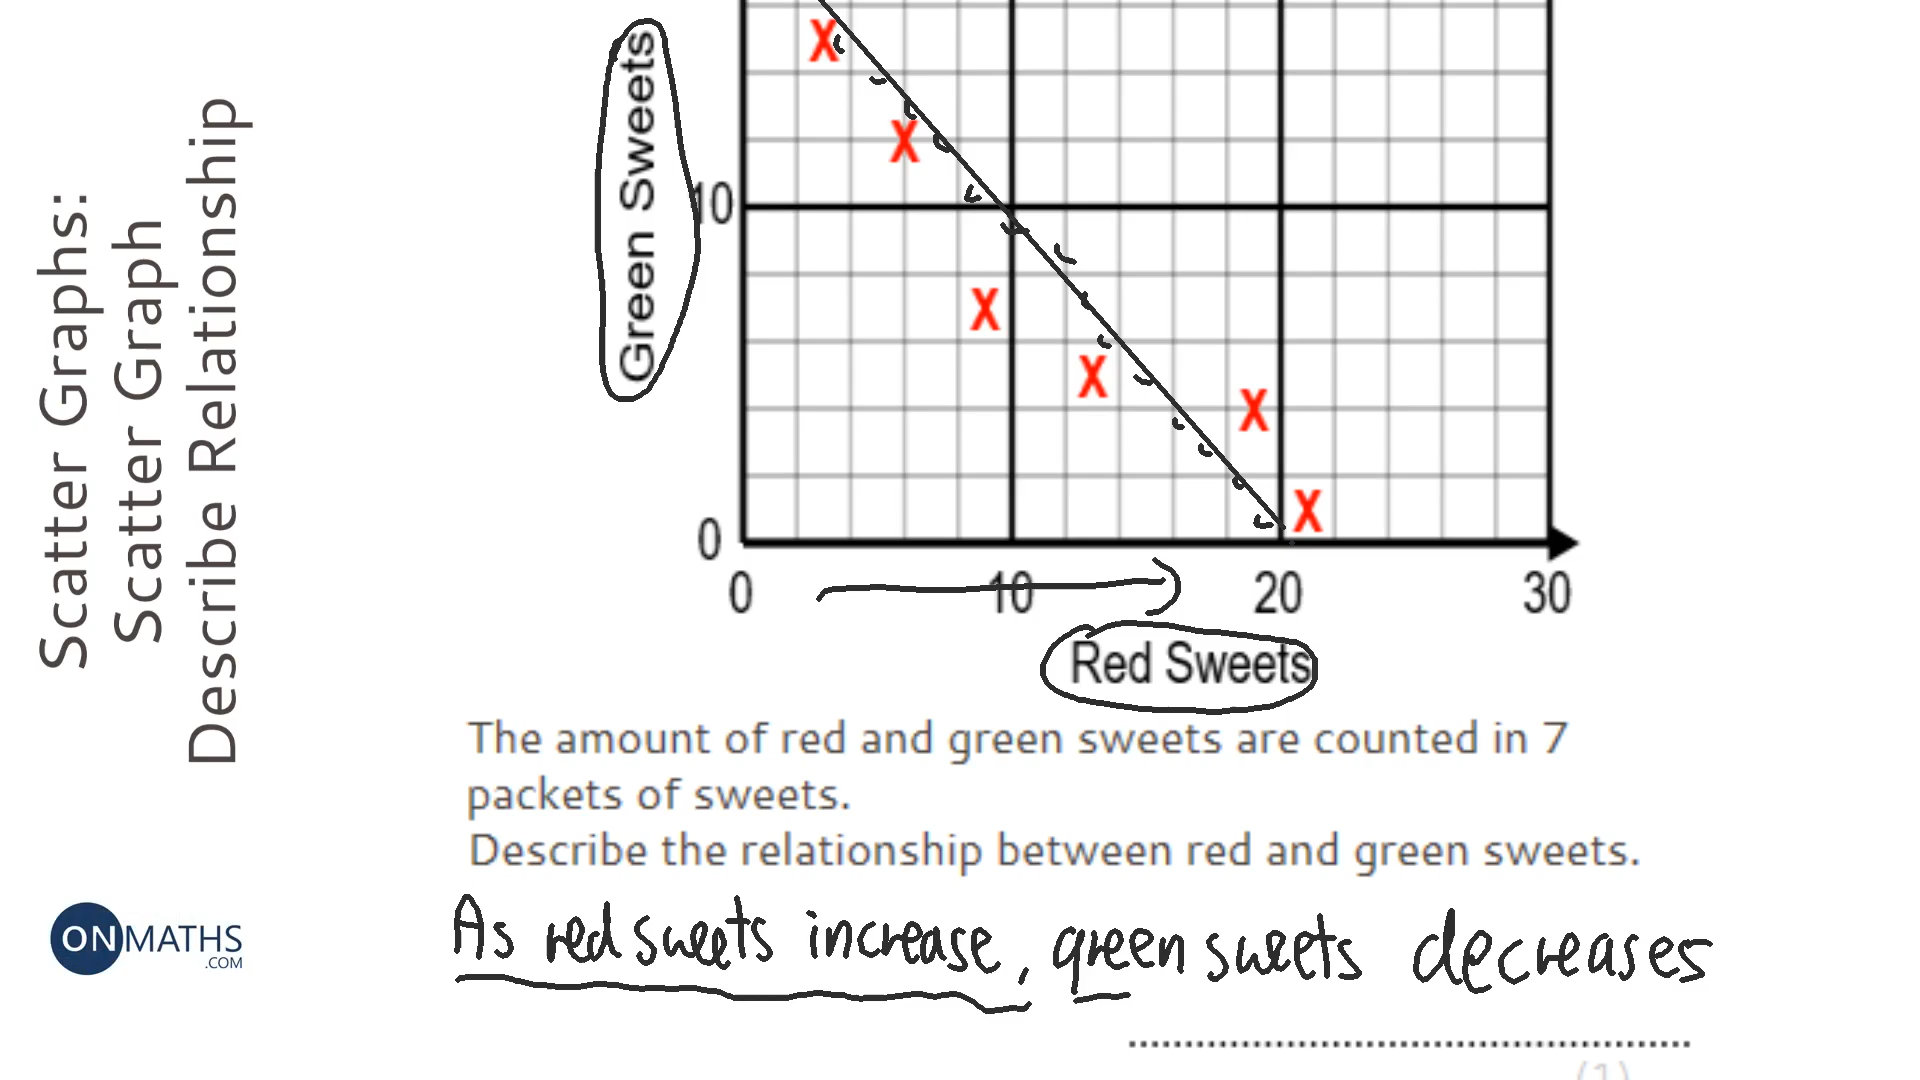 Scatter Graphs:
Scatter Graph
Describe Relationship
Green Sweets
X
X
10
X
X
X
X
0
0
10
20
30
Red Sweets
The amount of red and green sweets are counted in 7
packets of sweets.
Describe the relationship between red and green sweets.
As red sweets increase, green sweets decreases
ONMATHS
.COM
(1)